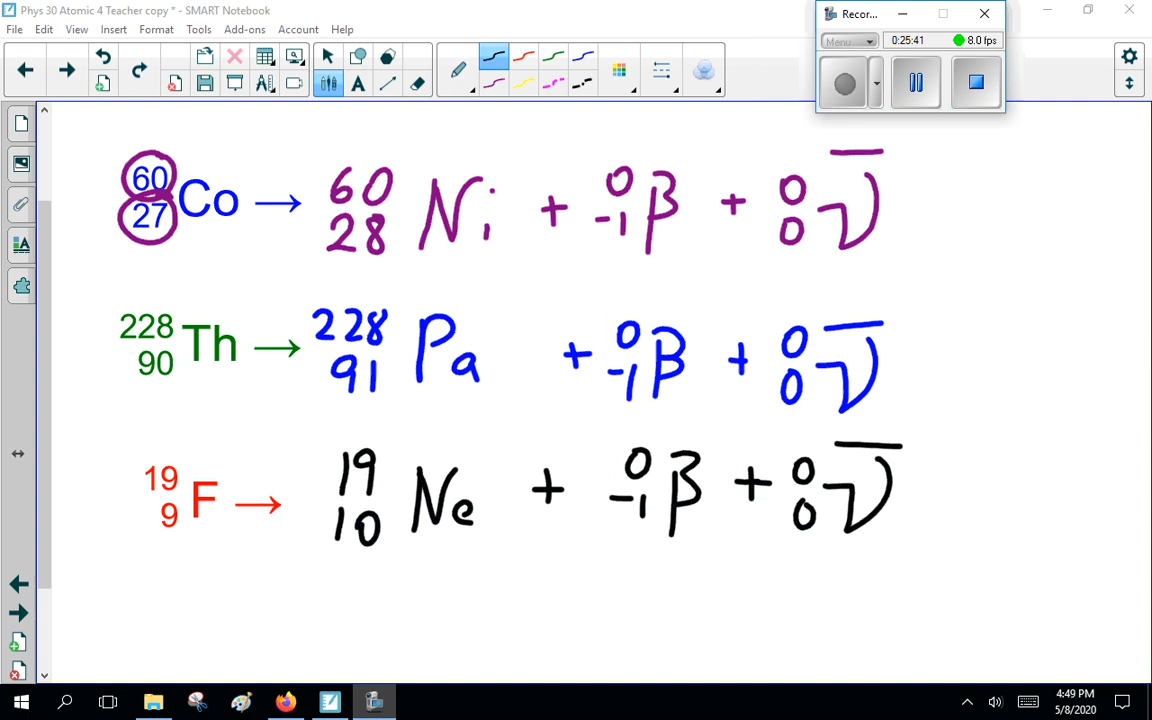 Phys 30 Atomic 4 Teacher copy * - SMART Notebook
File Edit View Insert Format Tools Add-ons Account Help
Recor...
Menu 0:25:41 8.0 fps
60 27 Co → 60 28 Ni + 0 -1 β + 0 0 ν̅
228 90 Th → 228 91 Pa + 0 -1 β + 0 0 ν̅
19 9 F → 19 10 Ne + 0 -1 β + 0 0 ν̅
4:49 PM
5/8/2020